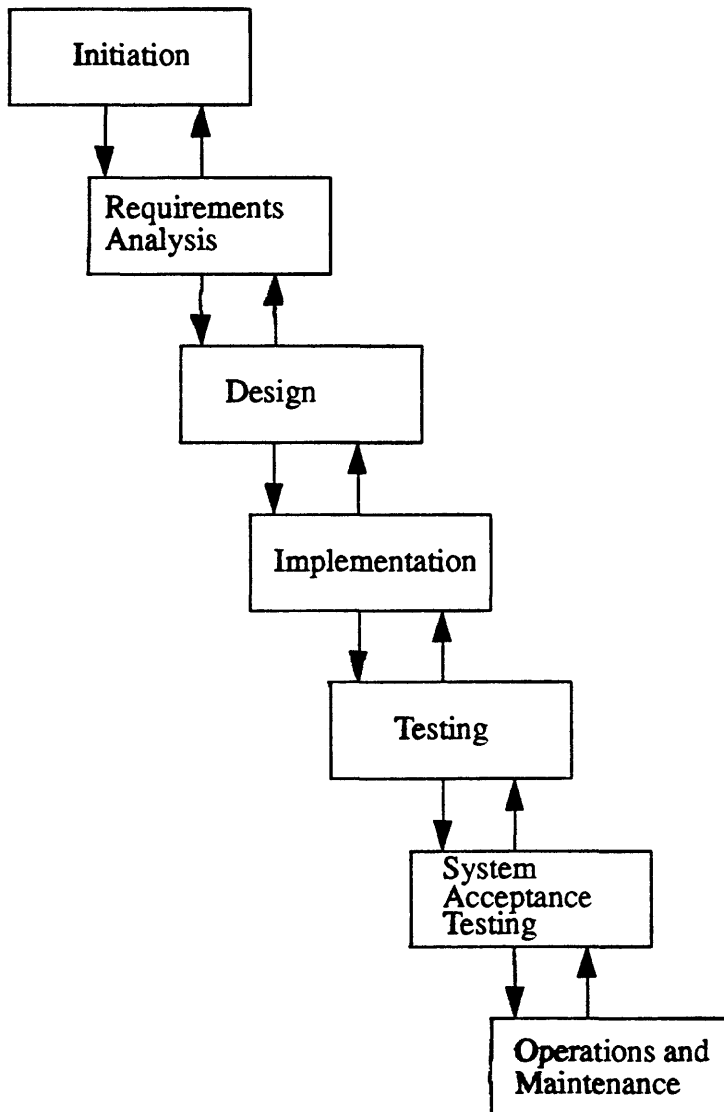 Initiation
Requirements
Analysis
Design
Implementation
Testing
System
Acceptance
Testing
Operations and
Maintenance